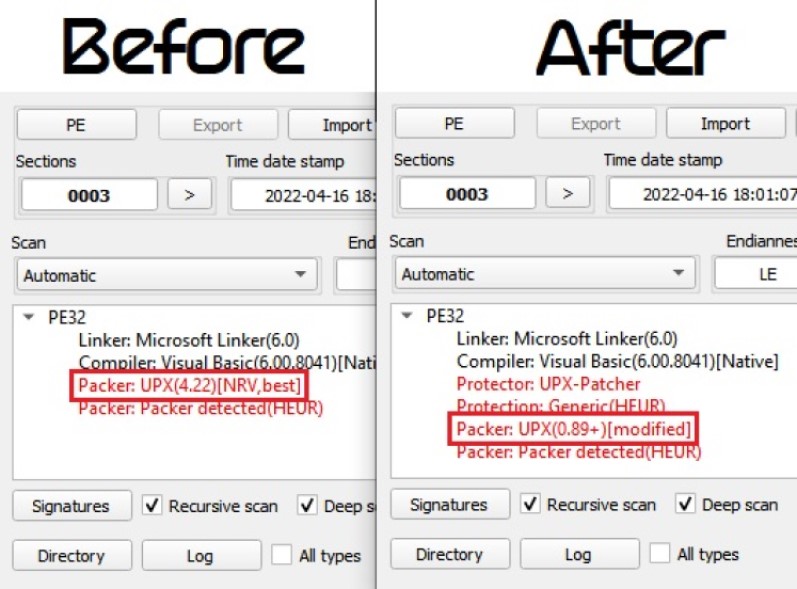 Before
PE
Export
Import
Sections
Time date stamp
0003
>
2022-04-16 18:
Scan
End
Automatic
PE32
Linker: Microsoft Linker(6.0)
Compiler: Visual Basic(6.00.8041)[Nati
Packer: UPX(4.22)[NRV,best]
Packer: Packer detected(HEUR)
Signatures
Recursive scan
Deep s
Directory
Log
All types
After
PE
Export
Import
Sections
Time date stamp
0003
>
2022-04-16 18:01:07
Scan
Endiannes
Automatic
LE
PE32
Linker: Microsoft Linker(6.0)
Compiler: Visual Basic(6.00.8041)[Native]
Protector: UPX-Patcher
Protection: Generic(HEUR)
Packer: UPX(0.89+)[modified]
Packer: Packer detected(HEUR)
Signatures
Recursive scan
Deep scan
Directory
Log
All types